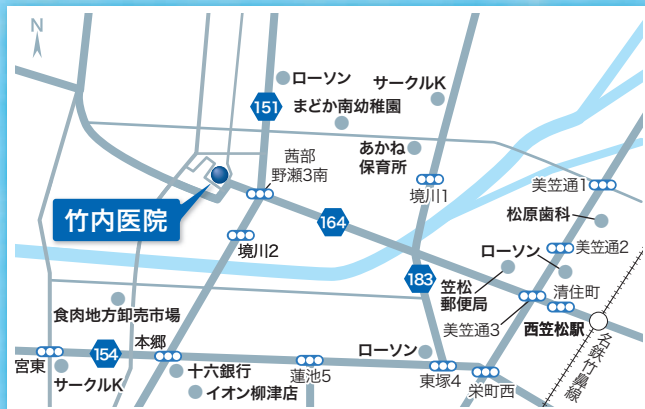 N
ローソン
サークルK
151
まどか南幼稚園
茜部
野瀬3南
あかね
保育所
境川1
美笠通1
竹内医院
164
松原歯科
境川2
ローソン
美笠通2
183
笠松
郵便局
清住町
美笠通3
西笠松駅
食肉地方卸売市場
本郷
154
宮東
サークルK
十六銀行
イオン柳津店
蓮池5
ローソン
東塚4
栄町西
名鉄竹鼻線